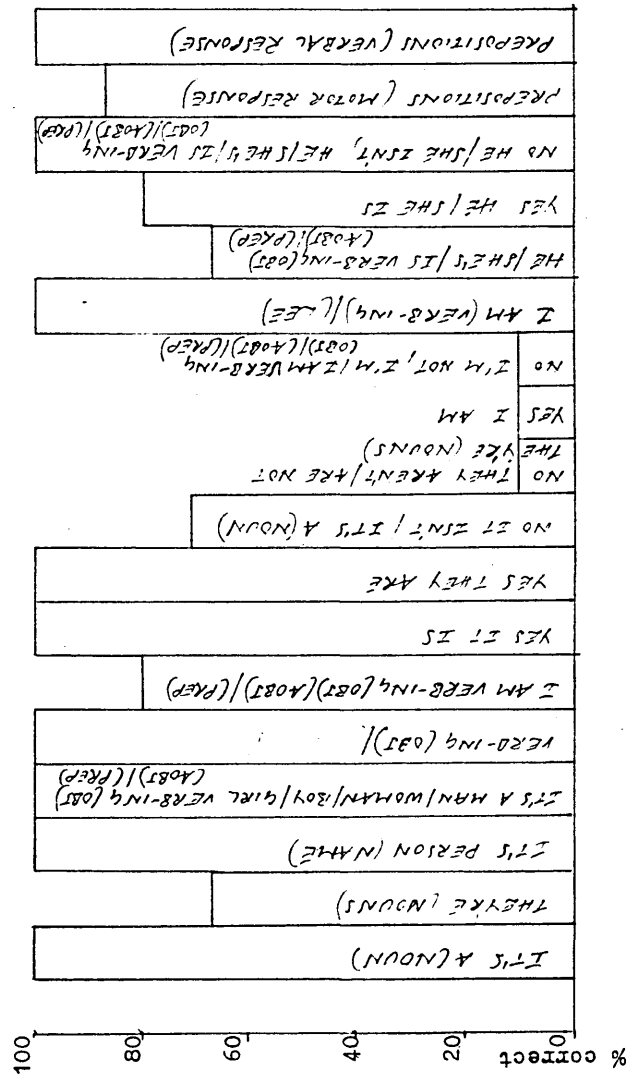 % correct
0 20 40 60 80 100
IT'S A (NOUN)
THEY'RE (NOUNS)
IT'S PERSON (NAME)
IT'S A MAN/WOMAN/BOY/GIRL VERB-ING (OBJ)
(AOBJ)/(PREP)
VERB-ING (OBJ)/
I AM VERB-ING (OBJ)(AOBJ)/(PREP)
YES IT IS
YES THEY ARE
NO IT ISN'T, IT'S A (NOUN)
NO THEY AREN'T/ARE NOT
THEY'RE (NOUNS)
YES I AM
NO I'M NOT, I'M/I AM VERB-ING
(OBJ)/(AOBJ)/(PREP)
I AM (VERB-ING)/(LEE)
HE/SHE'S/IS VERB-ING (OBJ)
(AOBJ)/(PREP)
YES HE/SHE IS
NO HE/SHE ISN'T, HE/SHE'S/IS VERB-ING
(OBJ)/(AOBJ)/(PREP)
PREPOSITIONS (MOTOR RESPONSE)
PREPOSITIONS (VERBAL RESPONSE)